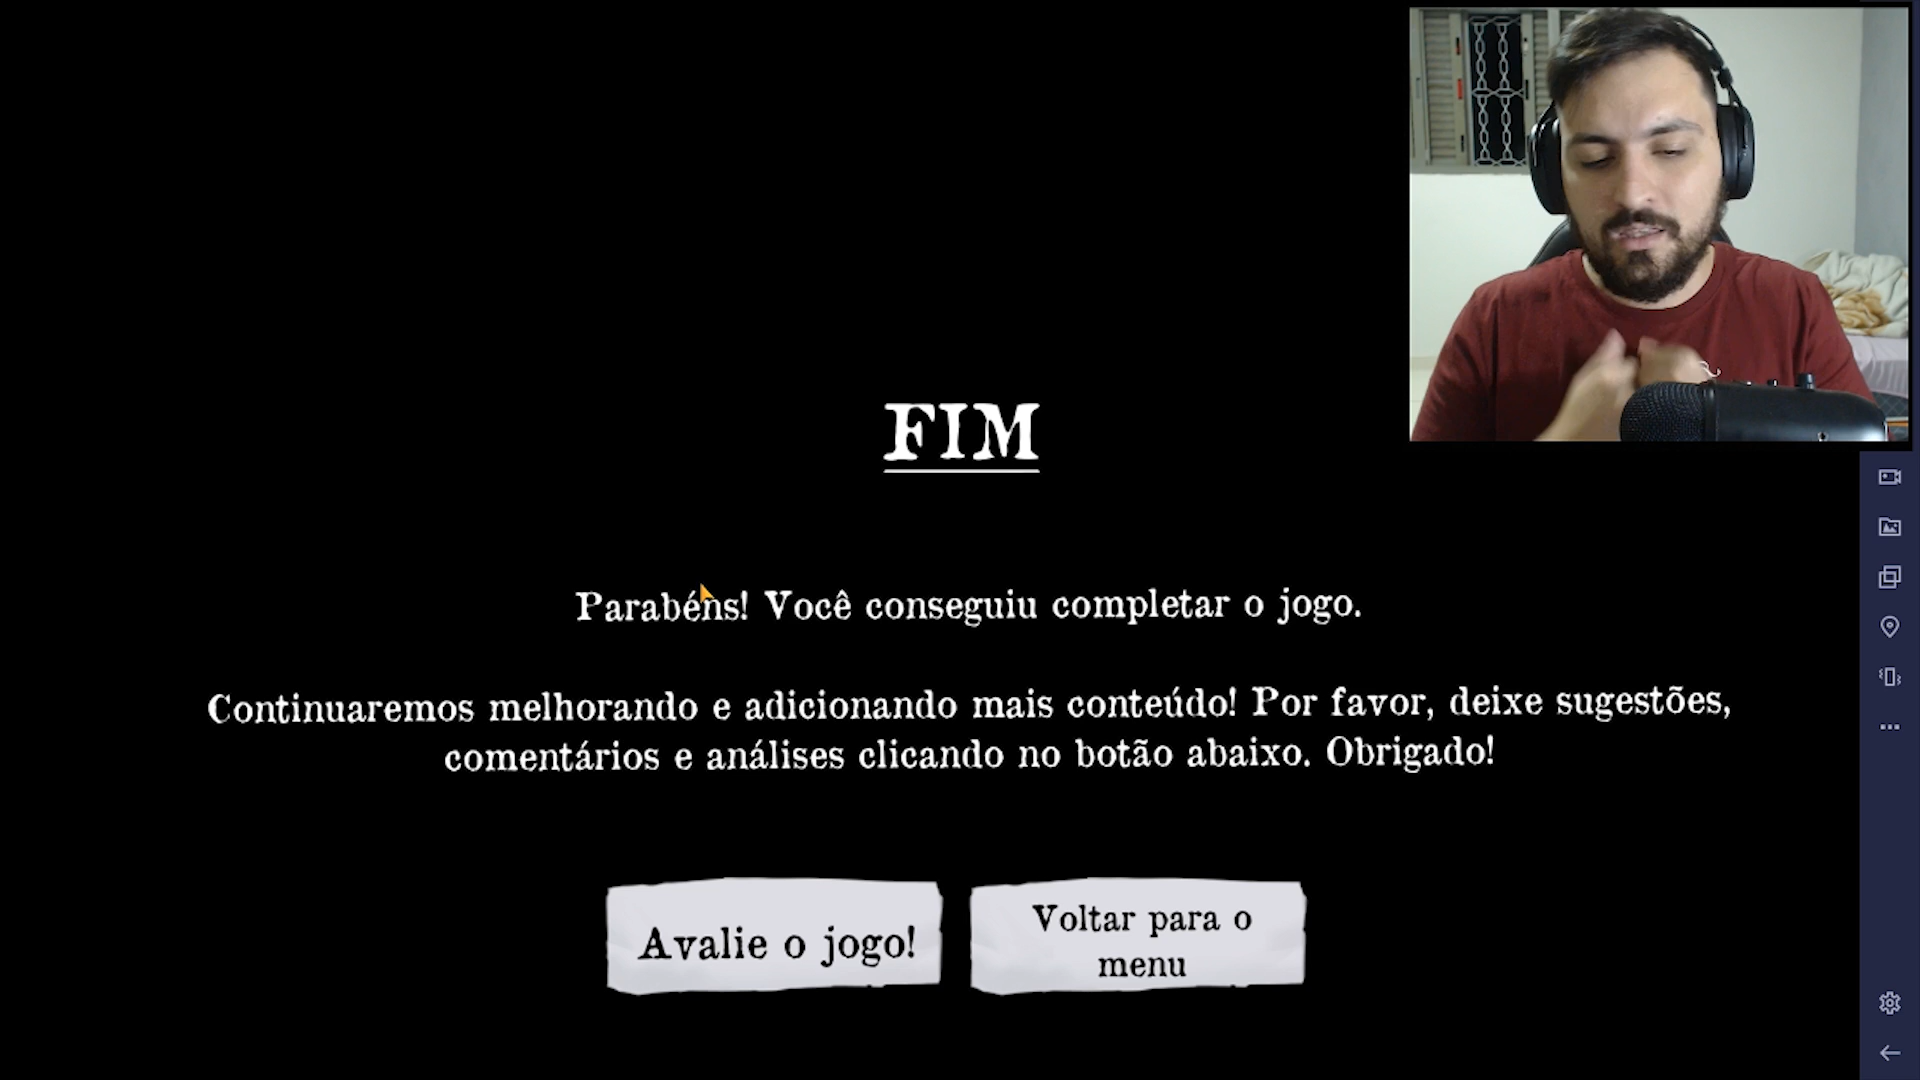 FIM
Parabéns! Você conseguiu completar o jogo.
Continuaremos melhorando e adicionando mais conteúdo! Por favor, deixe sugestões,
comentários e análises clicando no botão abaixo. Obrigado!
Avalie o jogo!
Voltar para o
menu